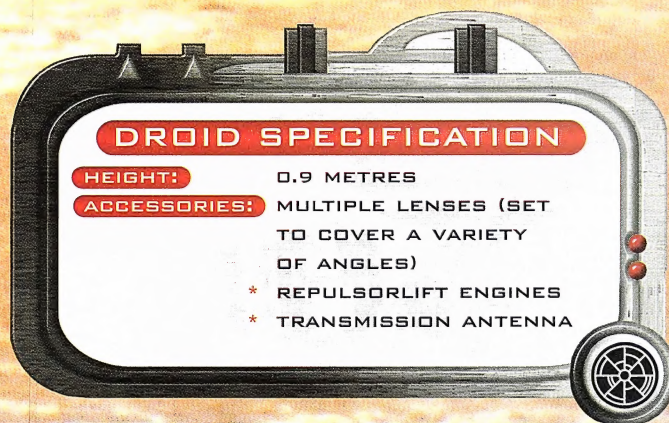 DROID SPECIFICATION
HEIGHT: 0.9 METRES
ACCESSORIES: MULTIPLE LENSES (SET
TO COVER A VARIETY
OF ANGLES)
* REPULSORLIFT ENGINES
* TRANSMISSION ANTENNA